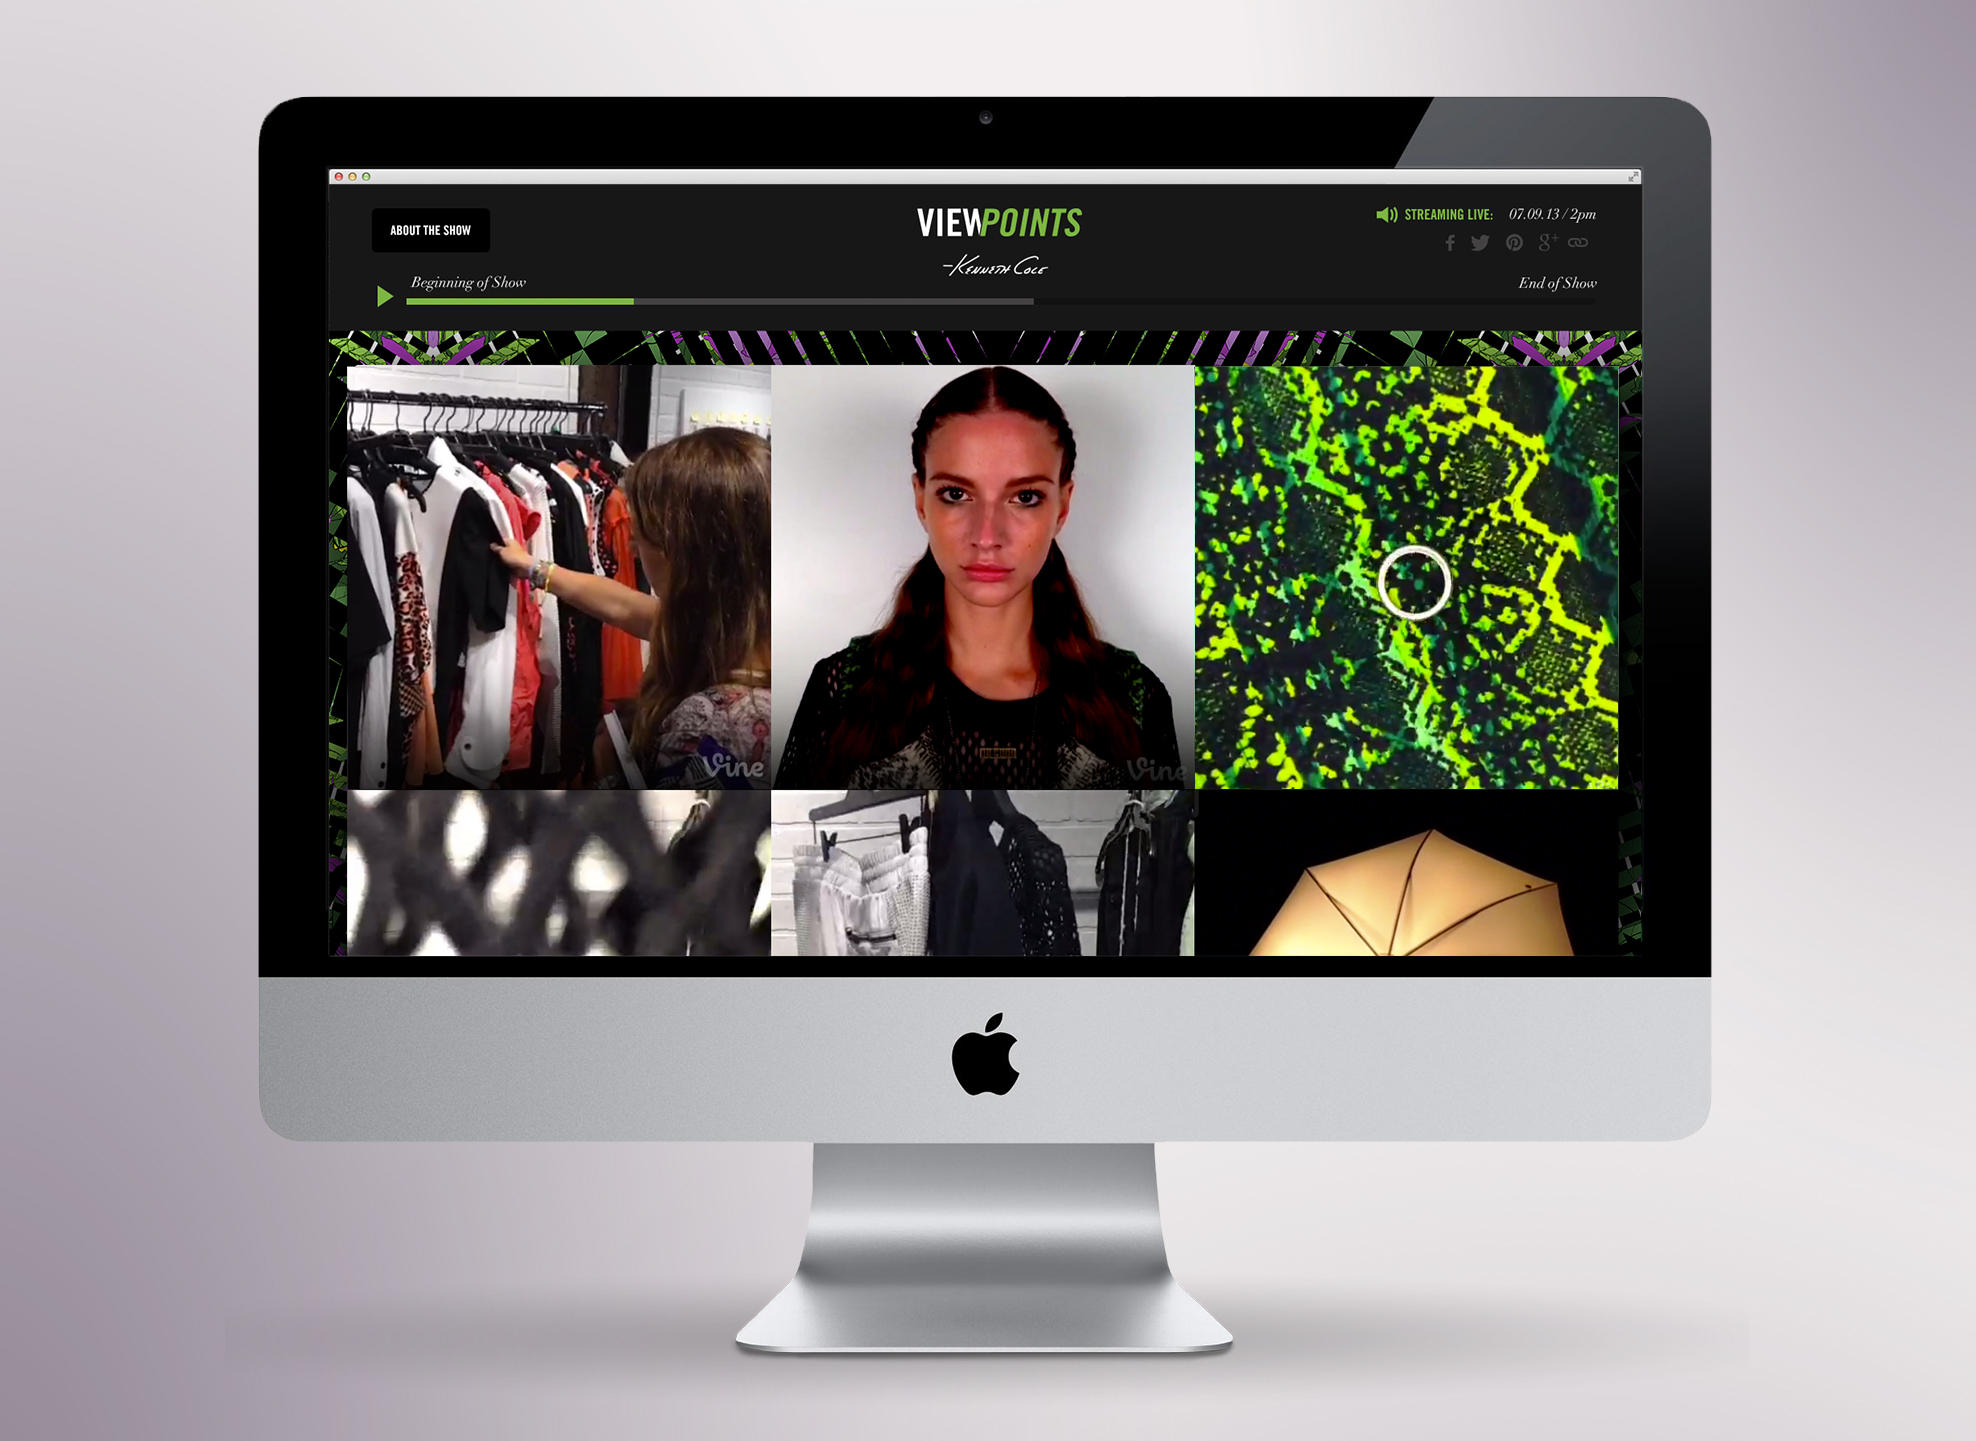 ABOUT THE SHOW
VIEWPOINTS
-KENNETH COLE
STREAMING LIVE: 07.09.13 / 2pm
f g+
Beginning of Show
End of Show
Vine
Vine